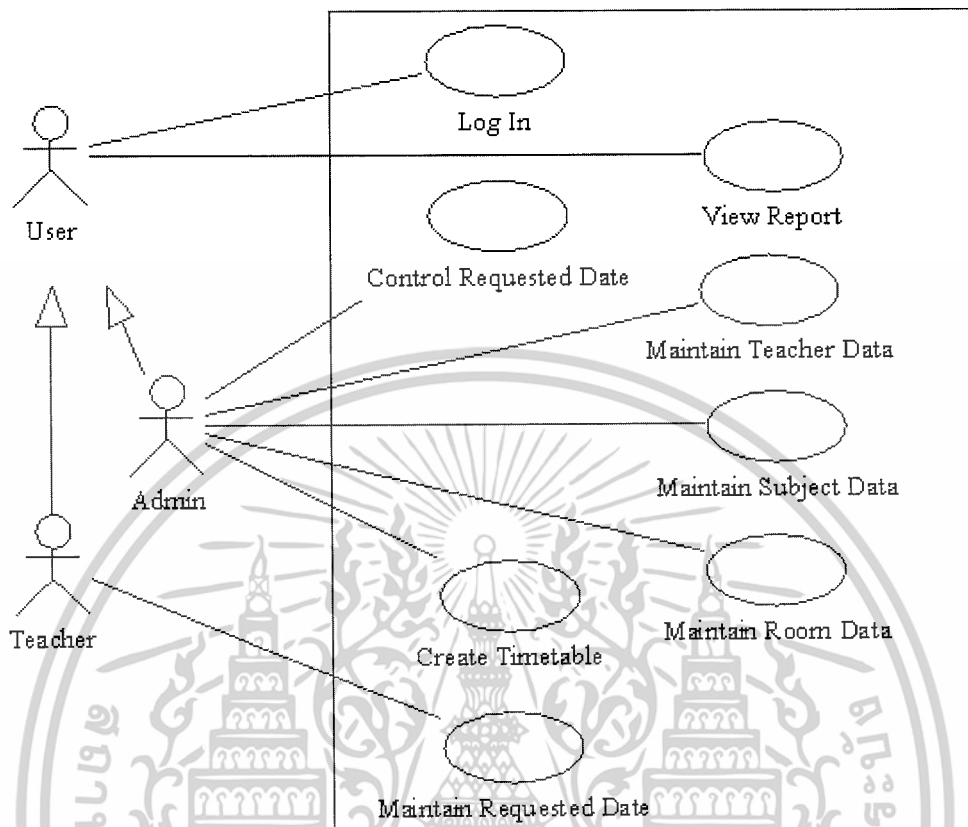 Log In
User
View Report
Control Requested Date
Maintain Teacher Data
Admin
Maintain Subject Data
Teacher
Create Timetable
Maintain Room Data
Maintain Requested Date